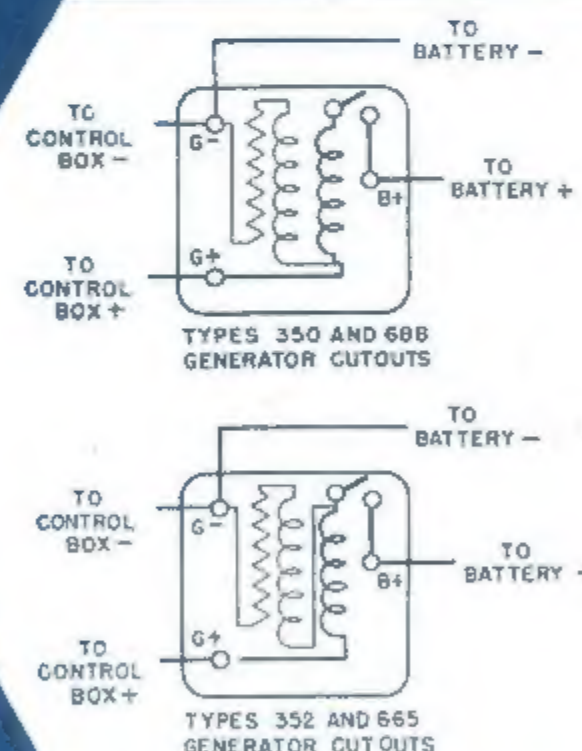 TO
BATTERY –
TO
CONTROL
BOX –
G–
TO
BATTERY +
B+
G+
TO
CONTROL
BOX +
TYPES 350 AND 686
GENERATOR CUTOUTS
TO
BATTERY –
TO
CONTROL
BOX –
G–
TO
BATTERY
B+
G+
TO
CONTROL
BOX +
TYPES 352 AND 665
GENERATOR CUTOUTS